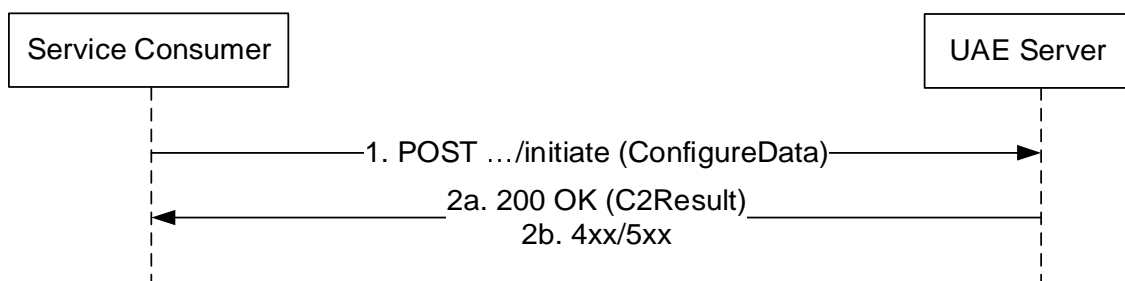 Service Consumer
UAE Server
1. POST …/initiate (ConfigureData)
2a. 200 OK (C2Result)
2b. 4xx/5xx